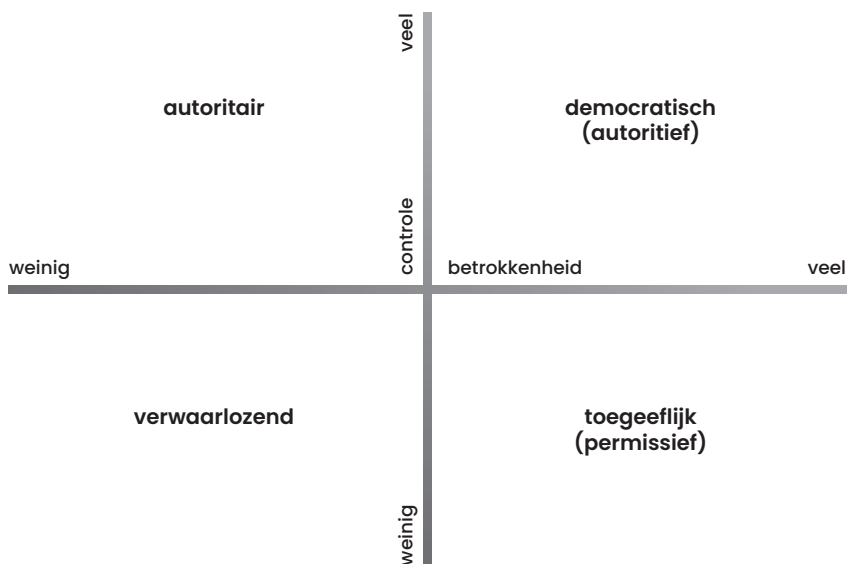 veel
autoritair
democratisch
(autoritief)
controle
weinig
betrokkenheid
veel
verwaarlozend
toegeeflijk
(permissief)
weinig